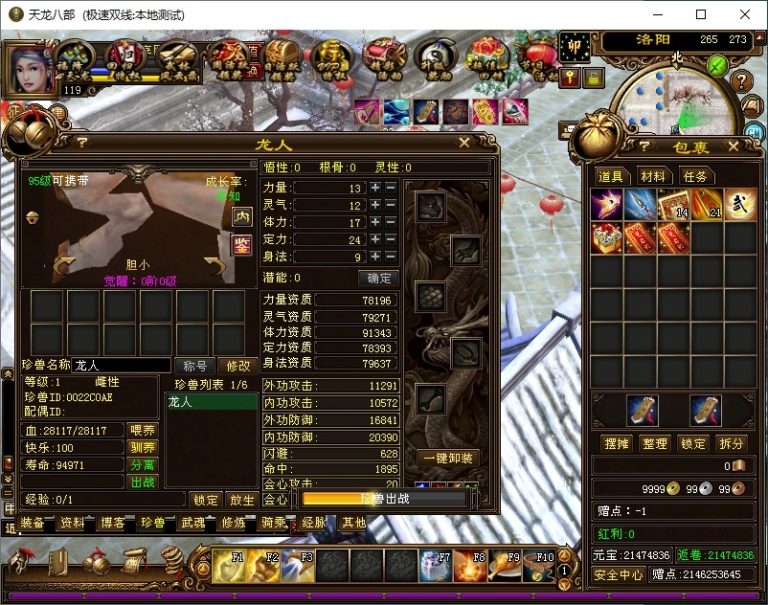 天龙八部 (极速双线:本地测试)
洛阳 265 273
北
卯
119
龙人
包裹
95级可携带
成长率:
未知
内
鉴
胆小
觉醒：0阶0级
悟性:0 根骨:0 灵性:0
力量: 13
灵气: 12
体力: 17
定力: 24
身法: 9
潜能:0 确定
力量资质 78196
灵气资质 79271
体力资质 91343
定力资质 78393
身法资质 79637
外功攻击: 11291
内功攻击: 10572
外功防御: 16841
内功防御: 20390
闪避: 628
命中: 1895
会心攻击: 20
会心
一键卸装
珍兽出战
珍兽名称 龙人 称号 修改
等级:1 雌性
珍兽ID:0022C0AE
配偶ID:
珍兽列表 1/6
龙人
血:28117/28117 喂养
快乐:100 驯养
寿命:94971 分离
出战
经验:0/1 锁定 放生
装备 资料 博客 珍兽 武魂 修炼 骑乘 经脉 其他
道具 材料 任务
14 21 贰
摆摊 整理 锁定 拆分
0
9999 99 99
赠点：-1
红利:0
元宝:21474836 返卷:21474836
安全中心 赠点:2146253645
F1 F2 F3 F7 F8 F9 F10
1